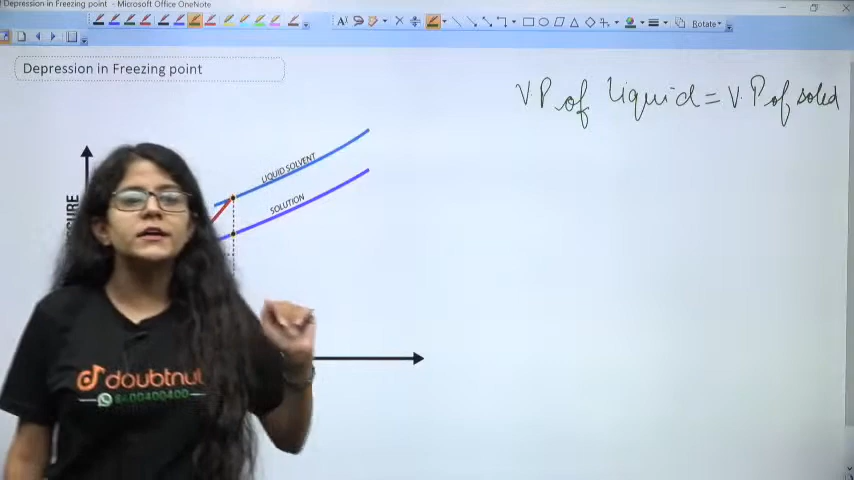 Depression in Freezing point - Microsoft Office OneNote
Rotate
Depression in Freezing point
V.P of liquid = V.P of solid
LIQUID SOLVENT
SOLUTION
doubtnut
8400400400